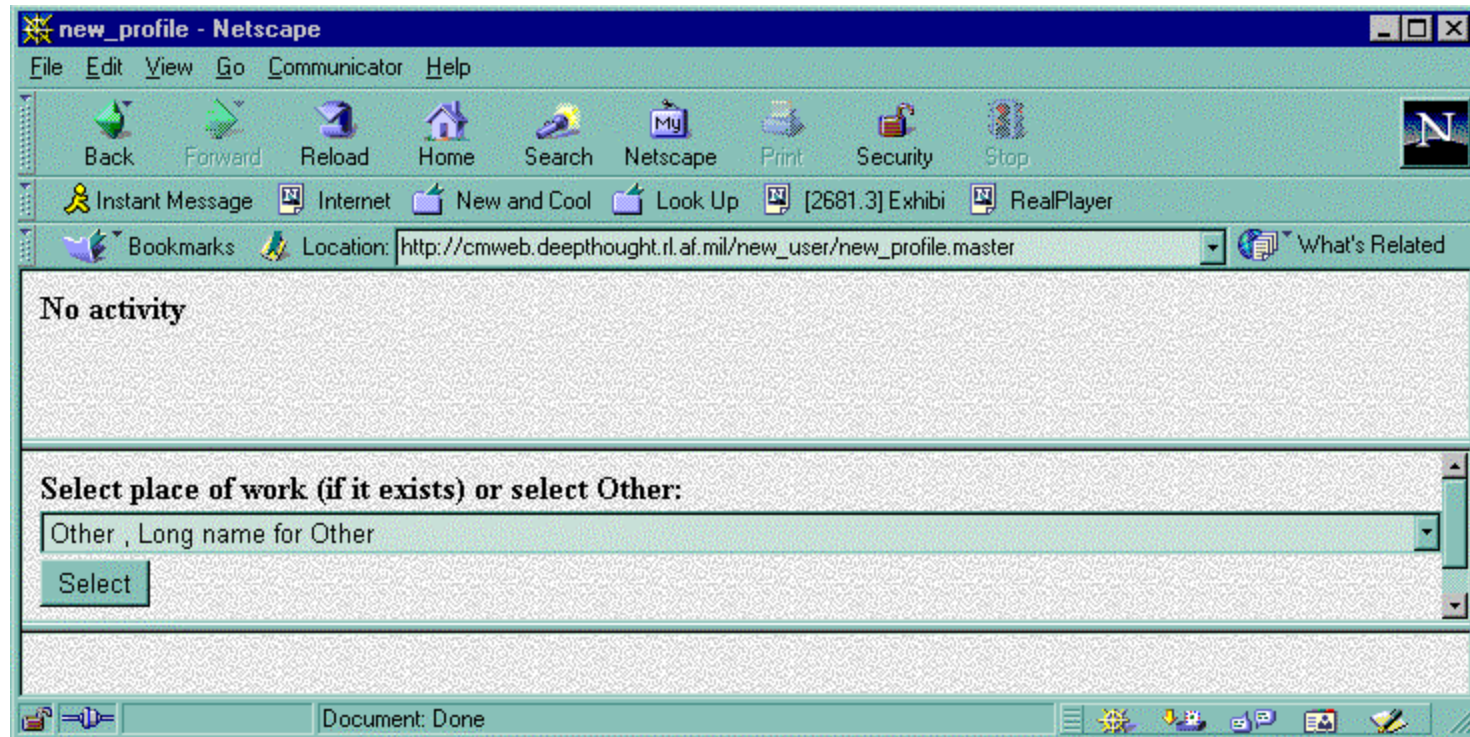 new_profile - Netscape
File Edit View Go Communicator Help
Back Forward Reload Home Search Netscape Print Security Stop
My
N
Instant Message Internet New and Cool Look Up [2681.3] Exhibi RealPlayer
Bookmarks Location: http://cmweb.deepthought.rl.af.mil/new_user/new_profile.master What's Related
No activity
Select place of work (if it exists) or select Other:
Other , Long name for Other
Select
Document: Done